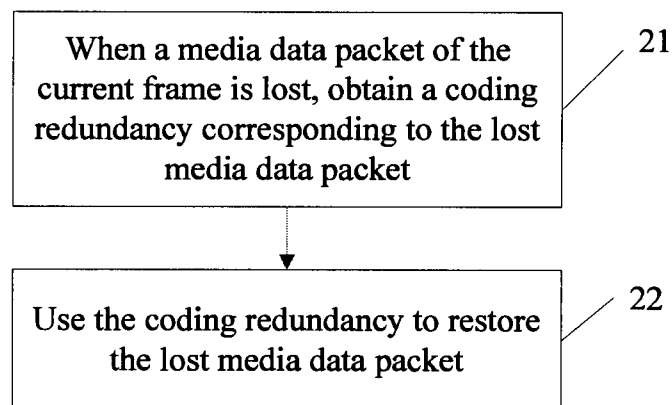 When a media data packet of the
current frame is lost, obtain a coding
redundancy corresponding to the lost
media data packet
21
Use the coding redundancy to restore
the lost media data packet
22